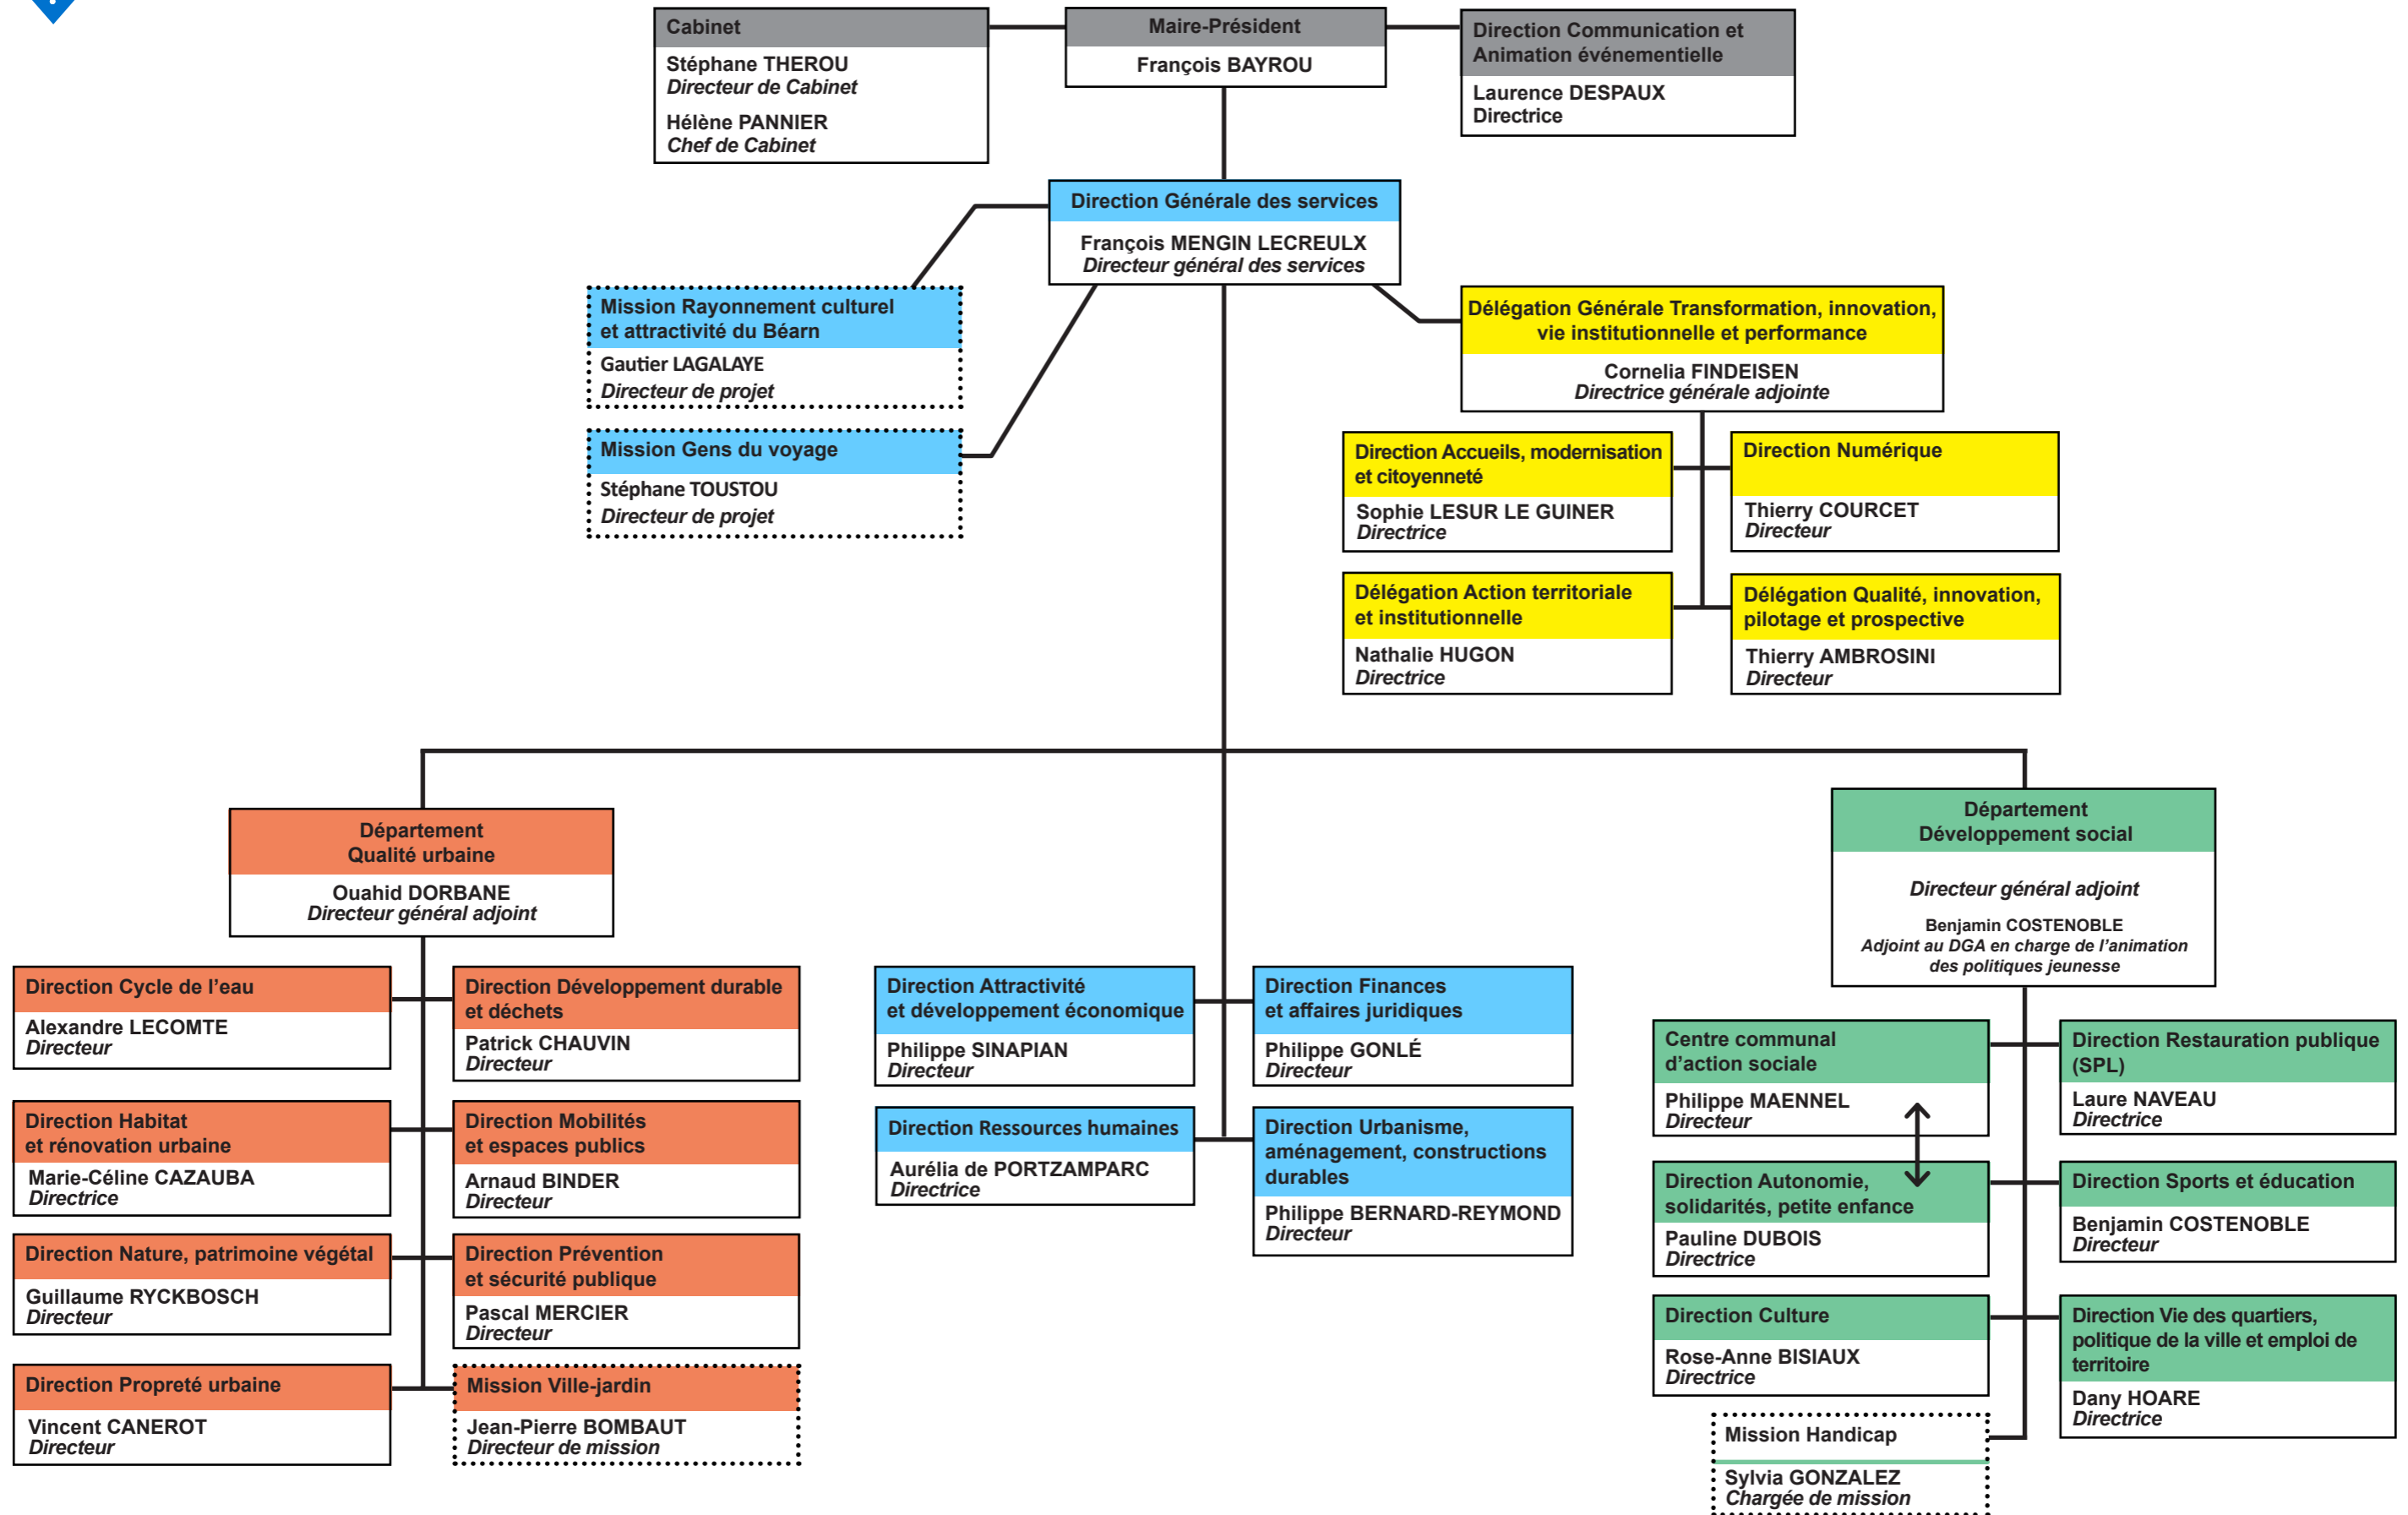 Cabinet
Stéphane THEROU
Directeur de Cabinet
Hélène PANNIER
Chef de Cabinet
Maire-Président
François BAYROU
Direction Communication et
Animation événementielle
Laurence DESPAUX
Directrice
Direction Générale des services
François MENGIN LECREULX
Directeur général des services
Mission Rayonnement culturel
et attractivité du Béarn
Gautier LAGALAYE
Directeur de projet
Mission Gens du voyage
Stéphane TOUSTOU
Directeur de projet
Délégation Générale Transformation, innovation,
vie institutionnelle et performance
Cornelia FINDEISEN
Directrice générale adjointe
Direction Accueils, modernisation
et citoyenneté
Sophie LESUR LE GUINER
Directrice
Direction Numérique
Thierry COURCET
Directeur
Délégation Action territoriale
et institutionnelle
Nathalie HUGON
Directrice
Délégation Qualité, innovation,
pilotage et prospective
Thierry AMBROSINI
Directeur
Département
Qualité urbaine
Ouahid DORBANE
Directeur général adjoint
Direction Cycle de l’eau
Alexandre LECOMTE
Directeur
Direction Développement durable
et déchets
Patrick CHAUVIN
Directeur
Direction Habitat
et rénovation urbaine
Marie-Céline CAZAUBA
Directrice
Direction Mobilités
et espaces publics
Arnaud BINDER
Directeur
Direction Nature, patrimoine végétal
Guillaume RYCKBOSCH
Directeur
Direction Prévention
et sécurité publique
Pascal MERCIER
Directeur
Direction Propreté urbaine
Vincent CANEROT
Directeur
Mission Ville-jardin
Jean-Pierre BOMBAUT
Directeur de mission
Direction Attractivité
et développement économique
Philippe SINAPIAN
Directeur
Direction Finances
et affaires juridiques
Philippe GONLÉ
Directeur
Direction Ressources humaines
Aurélia de PORTZAMPARC
Directrice
Direction Urbanisme,
aménagement, constructions
durables
Philippe BERNARD-REYMOND
Directeur
Département
Développement social
Directeur général adjoint
Benjamin COSTENOBLE
Adjoint au DGA en charge de l’animation
des politiques jeunesse
Centre communal
d’action sociale
Philippe MAENNEL
Directeur
Direction Restauration publique
(SPL)
Laure NAVEAU
Directrice
Direction Autonomie,
solidarités, petite enfance
Pauline DUBOIS
Directrice
Direction Sports et éducation
Benjamin COSTENOBLE
Directeur
Direction Culture
Rose-Anne BISIAUX
Directrice
Direction Vie des quartiers,
politique de la ville et emploi de
territoire
Dany HOARE
Directrice
Mission Handicap
Sylvia GONZALEZ
Chargée de mission